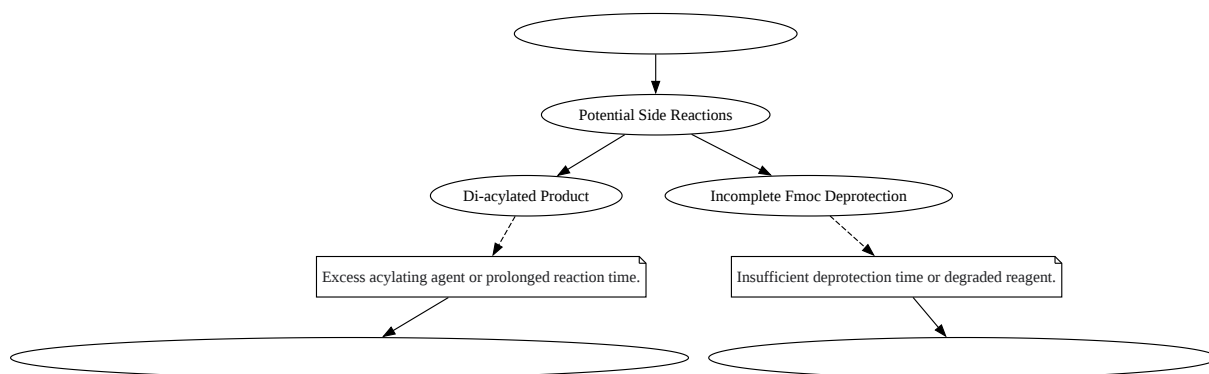 Potential Side Reactions
Di-acylated Product
Incomplete Fmoc Deprotection
Excess acylating agent or prolonged reaction time.
Insufficient deprotection time or degraded reagent.